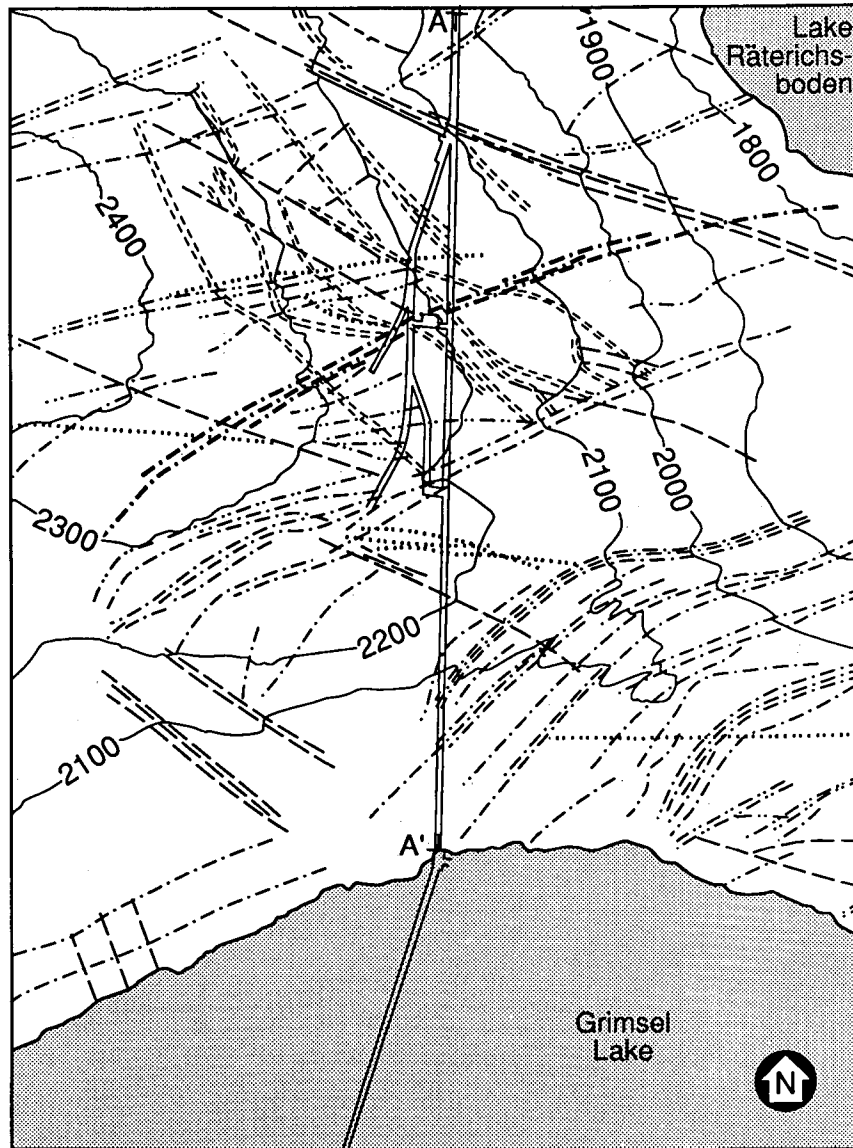 A
Lake
Räterichs-
boden
1900
1800
2400
2300
2100
2000
2200
2100
A'
Grimsel
Lake
N